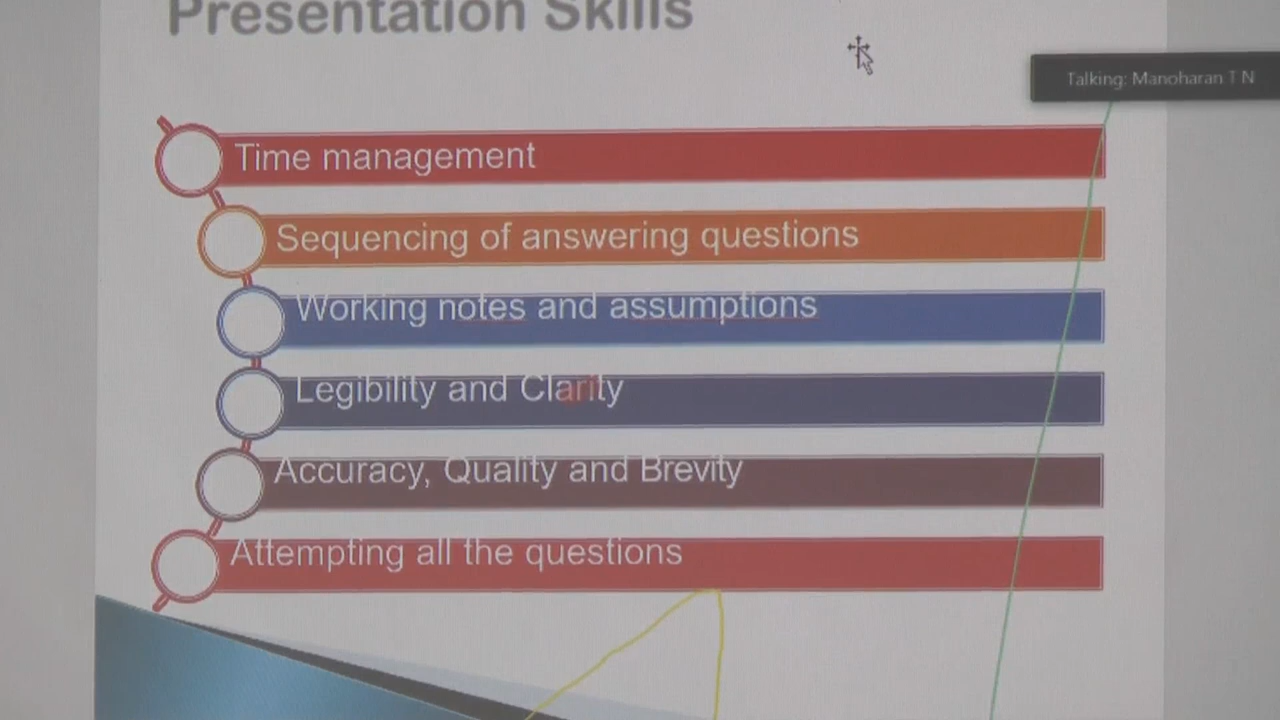 Presentation Skills
Talking: Manoharan T N
Time management
Sequencing of answering questions
Working notes and assumptions
Legibility and Clarity
Accuracy, Quality and Brevity
Attempting all the questions